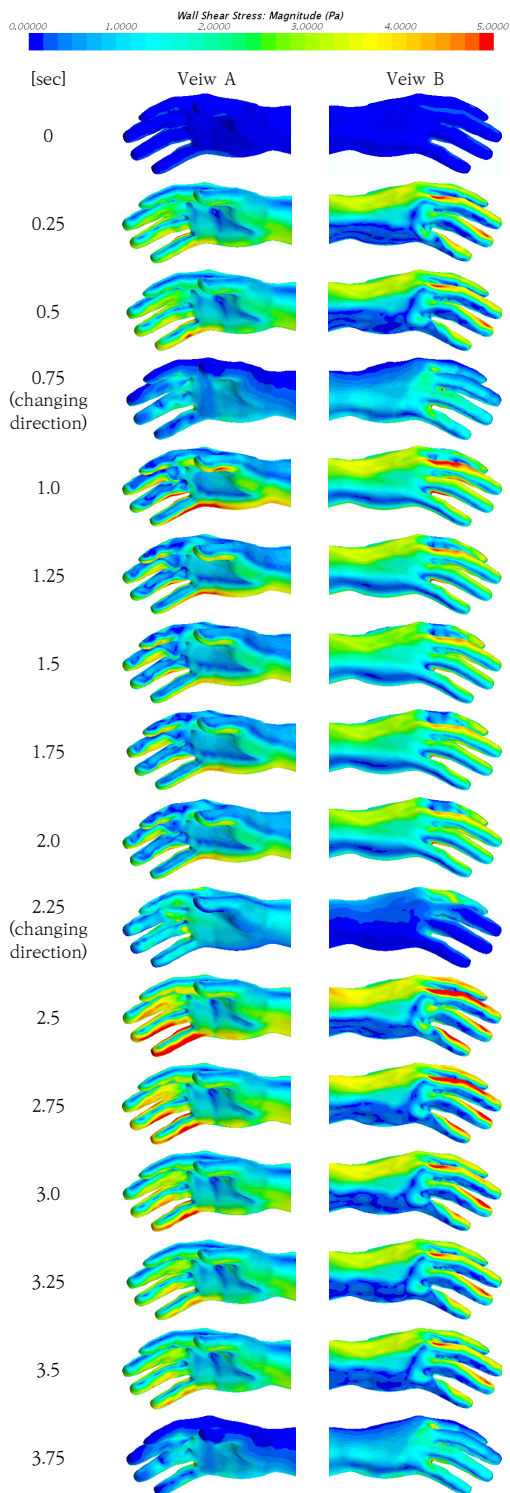 Wall Shear Stress: Magnitude (Pa)
0.00000 1.0000 2.0000 3.0000 4.0000 5.0000
[sec] Veiw A Veiw B
0
0.25
0.5
0.75
(changing
direction)
1.0
1.25
1.5
1.75
2.0
2.25
(changing
direction)
2.5
2.75
3.0
3.25
3.5
3.75